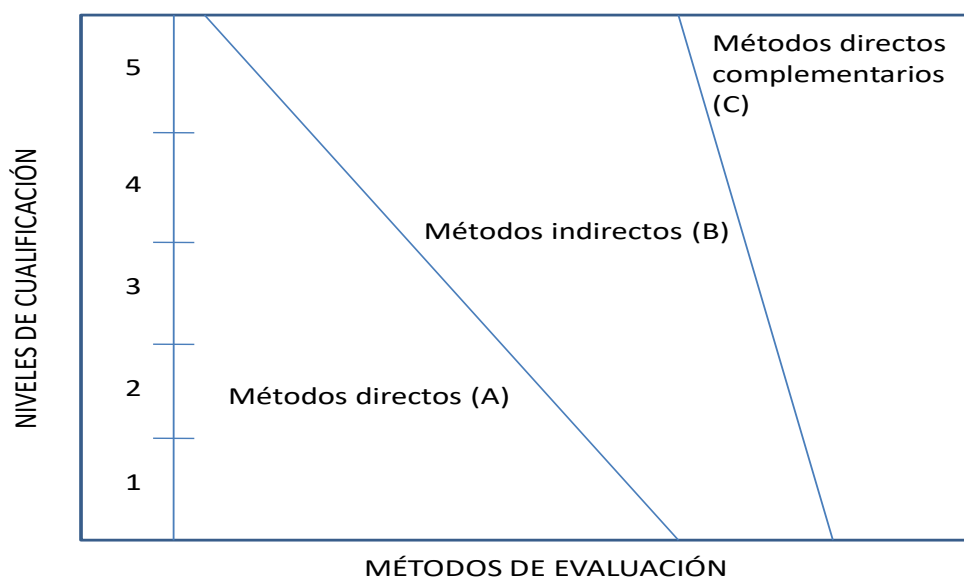 NIVELES DE CUALIFICACIÓN
5
4
3
2
1
Métodos directos (A)
Métodos indirectos (B)
Métodos directos
complementarios
(C)
MÉTODOS DE EVALUACIÓN